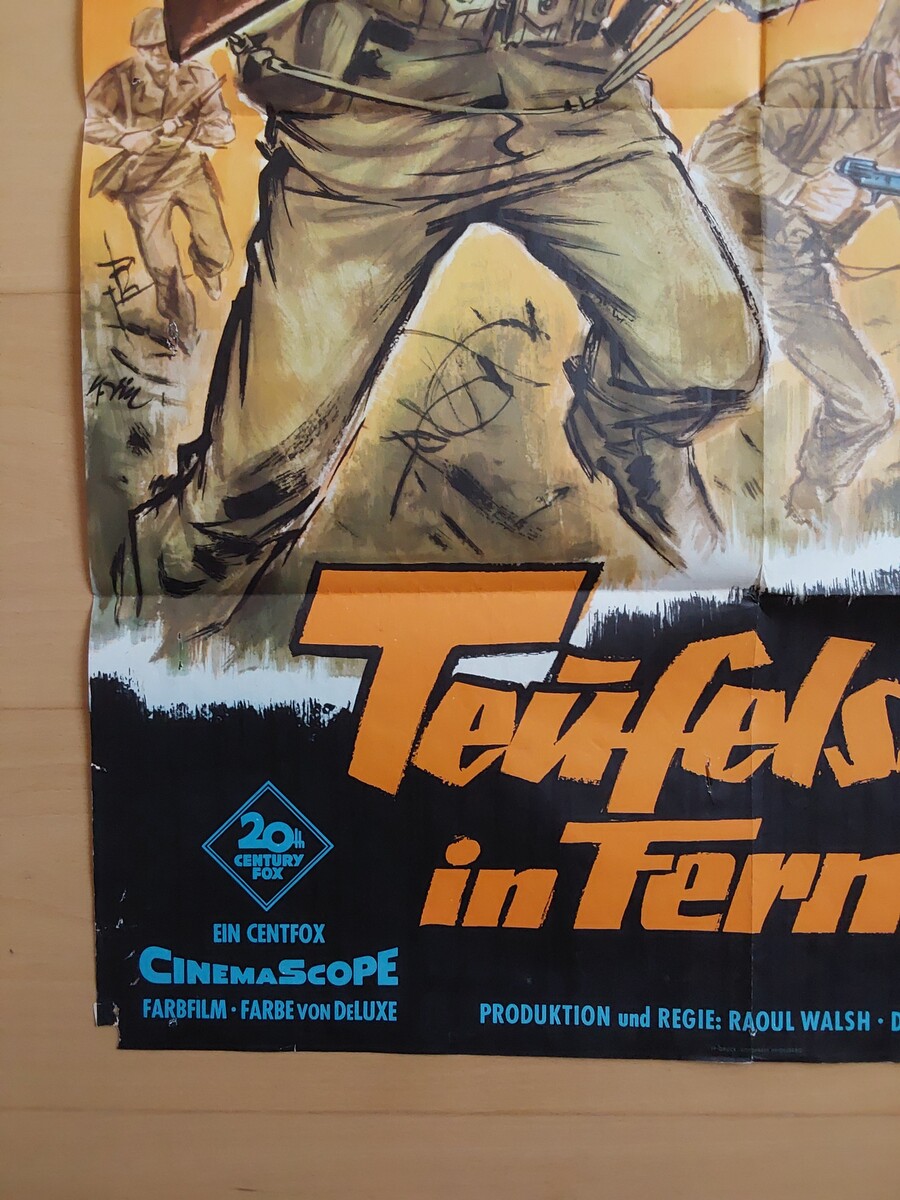 Teufels
in Fern
20th
CENTURY
FOX
EIN CENTFOX
CINEMASCOPE
FARBFILM · FARBE VON DELUXE
PRODUKTION und REGIE: RAOUL WALSH · D